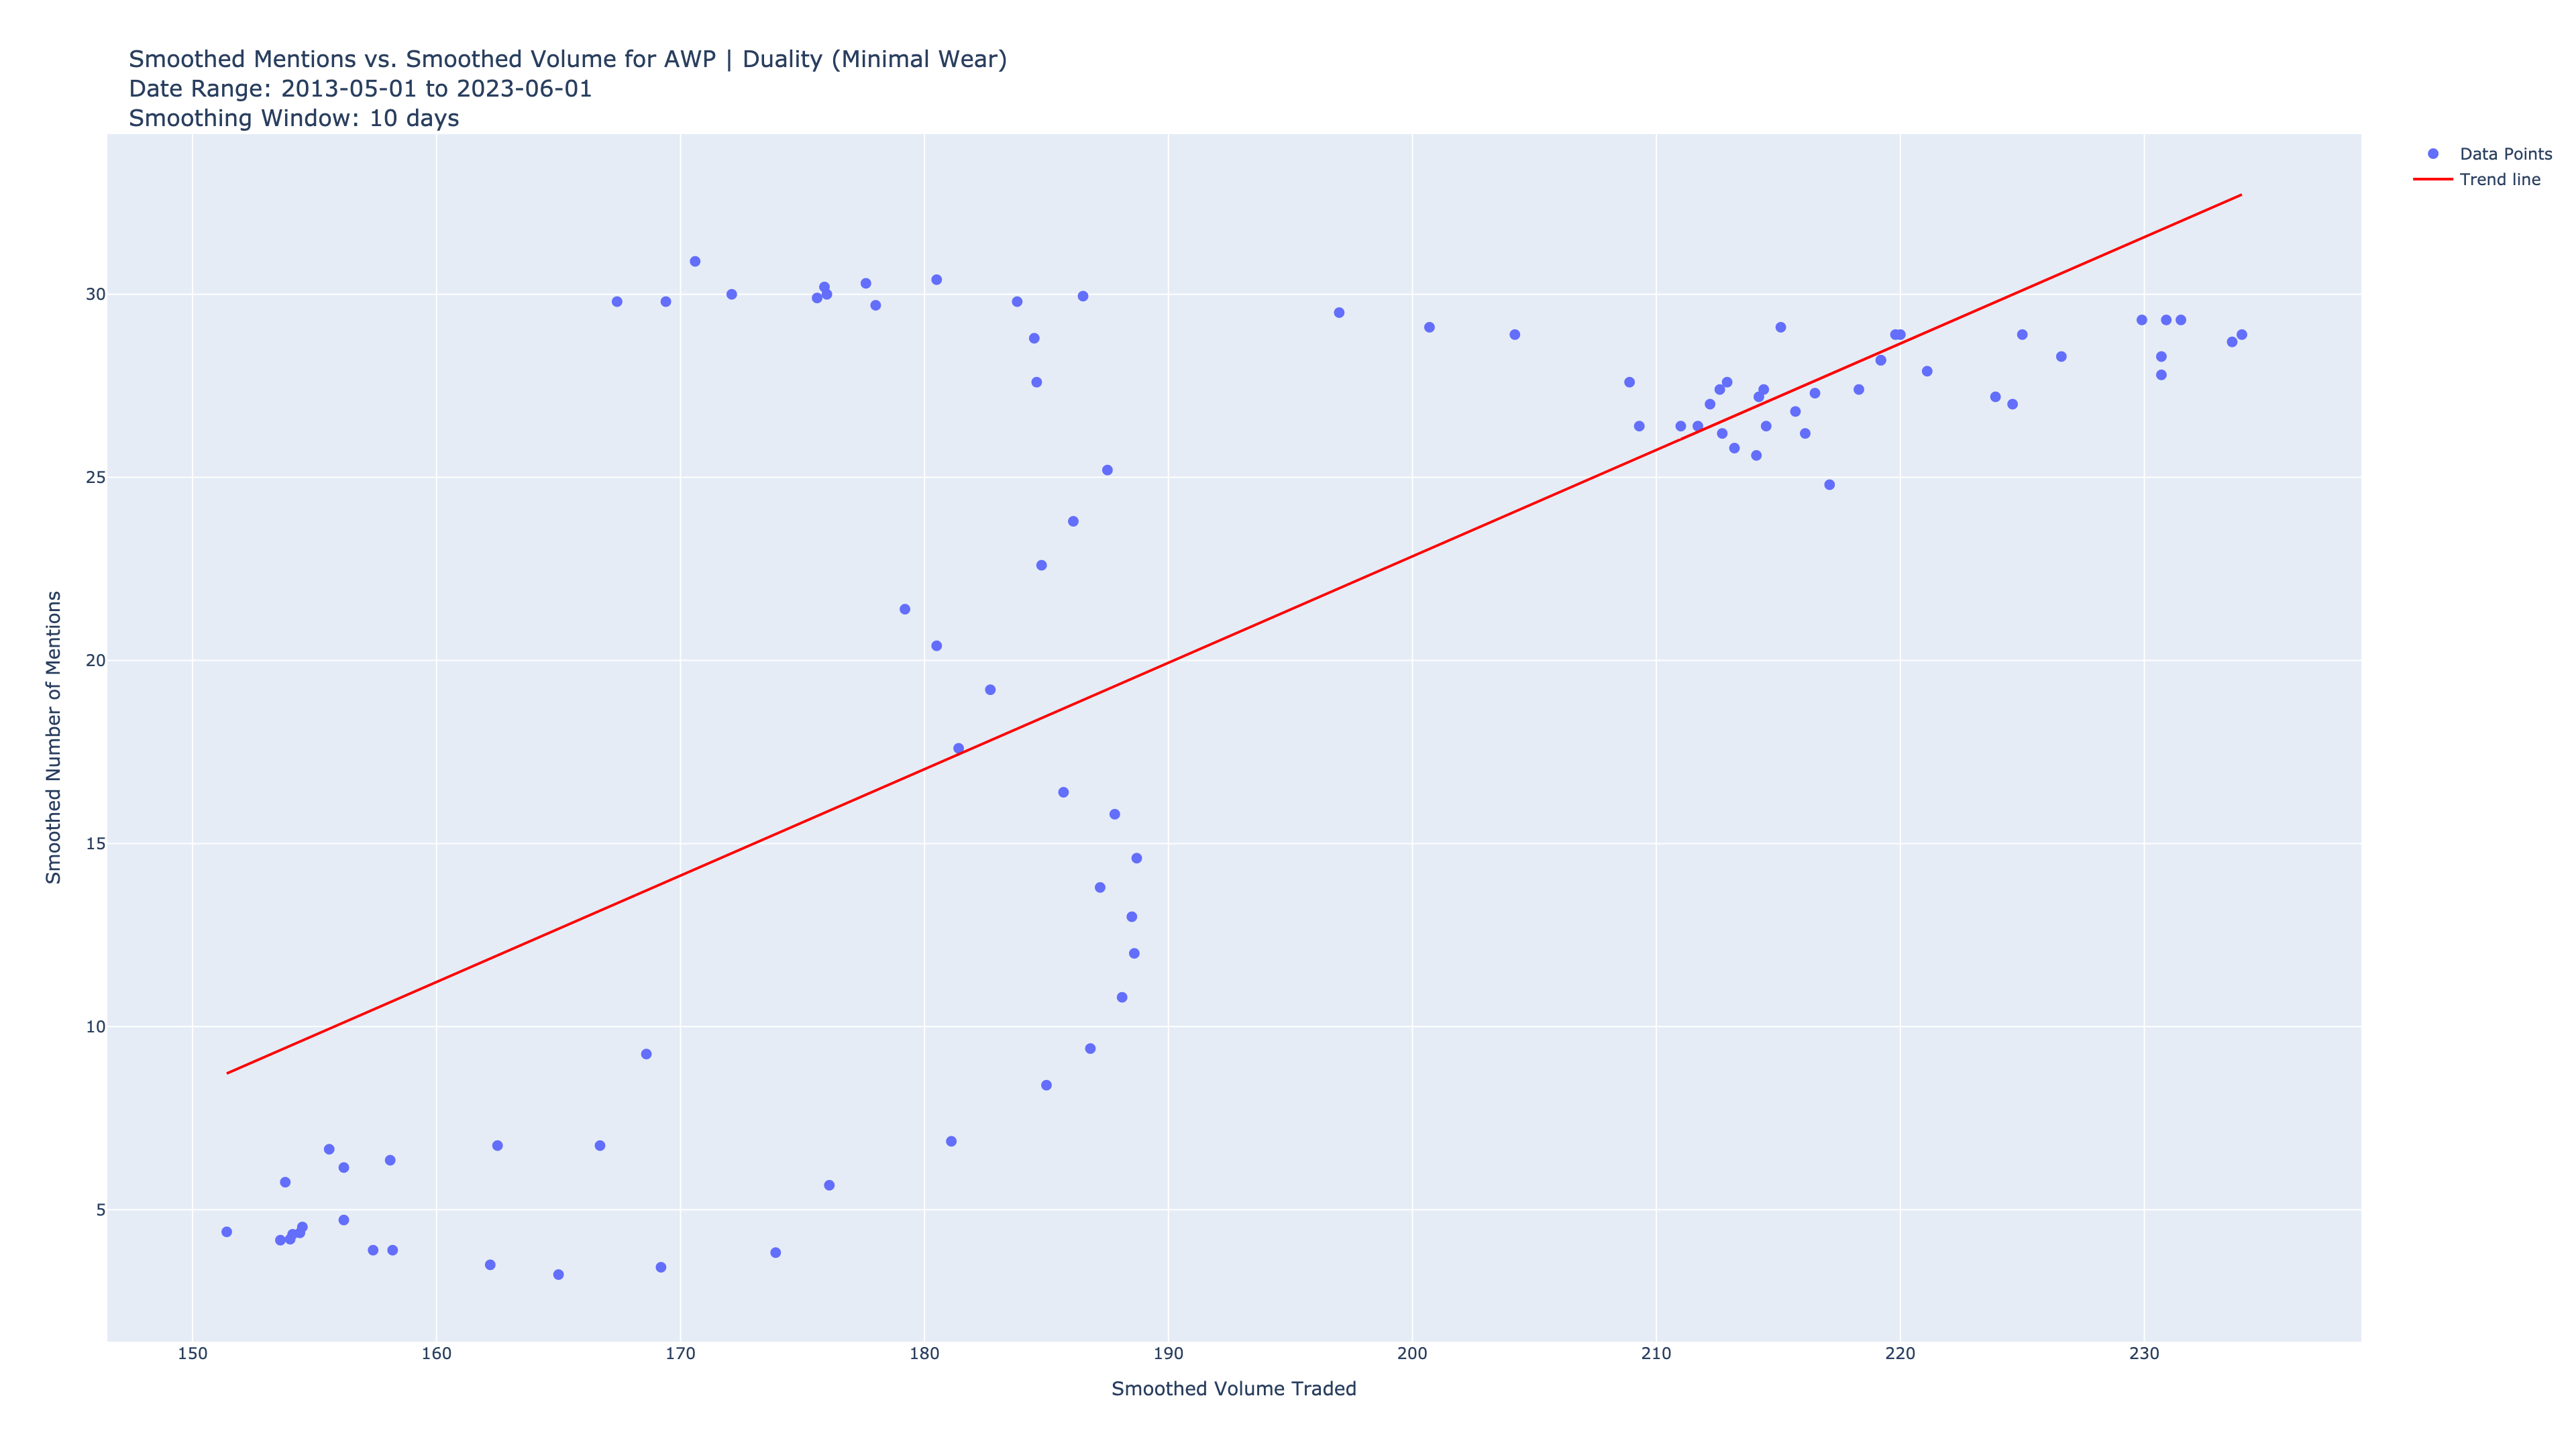 Smoothed Mentions vs. Smoothed Volume for AWP | Duality (Minimal Wear)
Date Range: 2013-05-01 to 2023-06-01
Smoothing Window: 10 days
Data Points
Trend line
Smoothed Number of Mentions
30
25
20
15
10
5
150 160 170 180 190 200 210 220 230
Smoothed Volume Traded